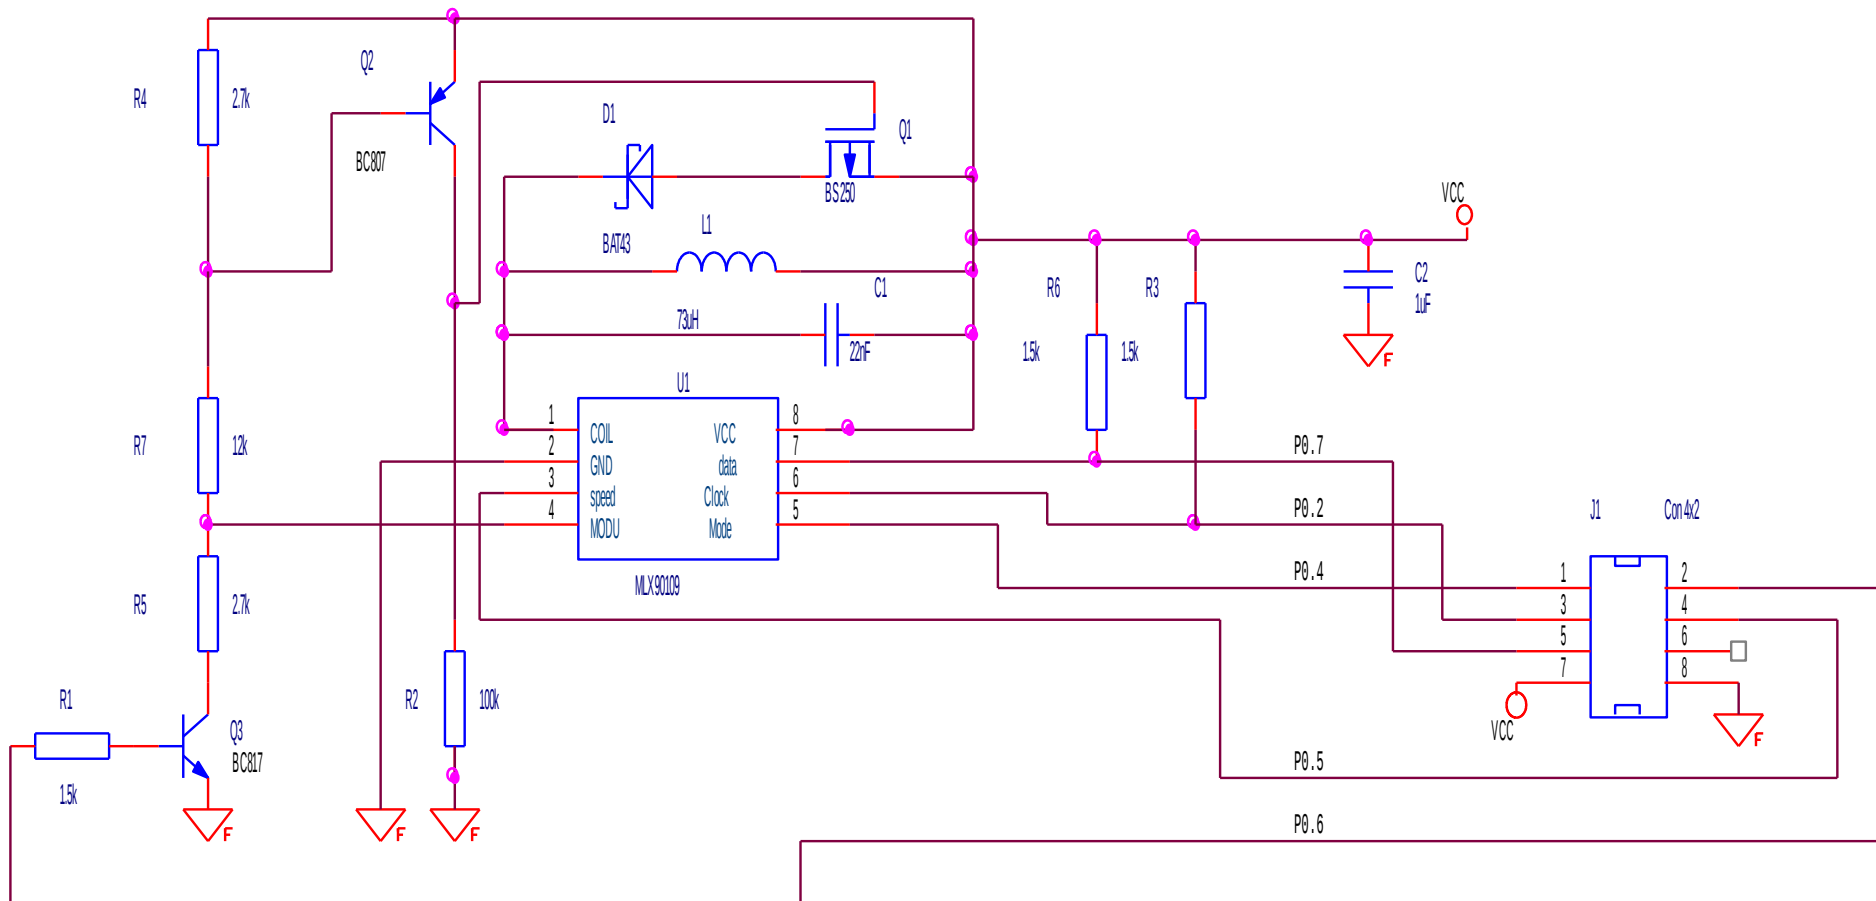 Q2
R4
2.7k
BC807
D1
Q1
BS250
BAT43
L1
VCC
73uH
C1
22nF
R6
1.5k
R3
1.5k
C2
1uF
F
U1
1
2
3
4
COIL
GND
speed
MODU
VCC
data
Clock
Mode
8
7
6
5
MLX90109
R7
12k
P0.7
P0.2
P0.4
J1
Con 4x2
1
3
5
7
2
4
6
8
VCC
F
R5
2.7k
R1
1.5k
Q3
BC817
F
R2
100k
F
F
P0.5
P0.6